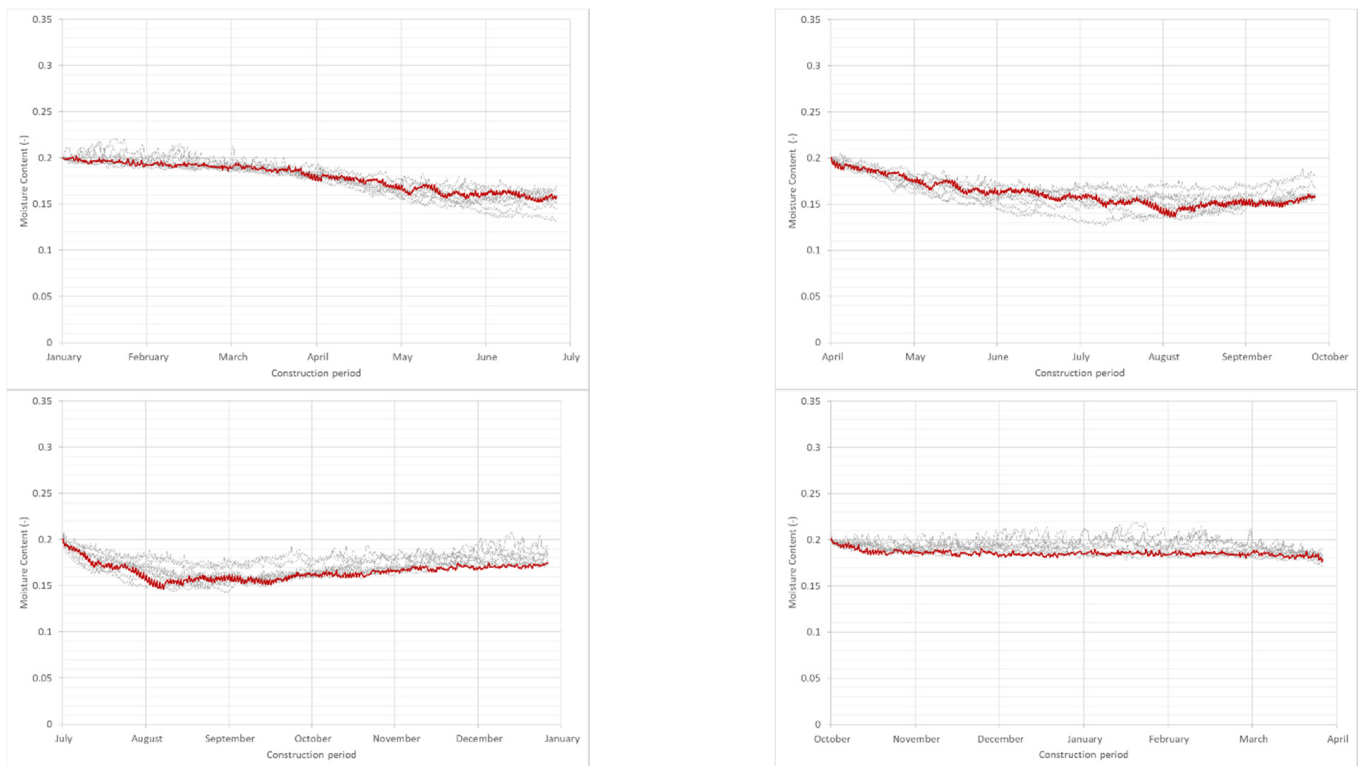 0.35
0.3
0.25
0.2
0.15
0.1
0.05
0
Moisture Content (-)
January February March April May June July
Construction period
0.35
0.3
0.25
0.2
0.15
0.1
0.05
0
Moisture Content (-)
April May June July August September October
Construction period
0.35
0.3
0.25
0.2
0.15
0.1
0.05
0
Moisture Content (-)
July August September October November December January
Construction period
0.35
0.3
0.25
0.2
0.15
0.1
0.05
0
Moisture Content (-)
October November December January February March April
Construction period